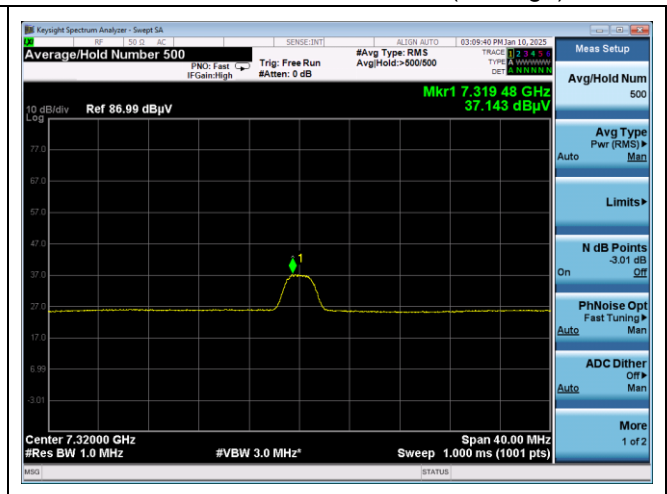 Keysight Spectrum Analyzer - Swept SA
RF 50 Ω AC SENSE:INT ALIGN AUTO 03:09:40 PM Jan 10, 2025
Average/Hold Number 500
PNO: Fast
IFGain:High
Trig: Free Run
#Atten: 0 dB
#Avg Type: RMS
Avg|Hold:>500/500
TRACE 1 2 3 4 5 6
TYPE A WWWWW
DET A N N N N N
Mkr1 7.319 48 GHz
37.143 dBµV
10 dB/div Ref 86.99 dBµV
Log
77.0
67.0
57.0
47.0
37.0
27.0
17.0
6.99
-3.01
1
Center 7.32000 GHz Span 40.00 MHz
#Res BW 1.0 MHz #VBW 3.0 MHz* Sweep 1.000 ms (1001 pts)
MSG STATUS
Meas Setup
Avg/Hold Num
500
Avg Type
Pwr (RMS)
Auto Man
Limits
N dB Points
-3.01 dB
On Off
PhNoise Opt
Fast Tuning
Auto Man
ADC Dither
Off
Auto Man
More
1 of 2